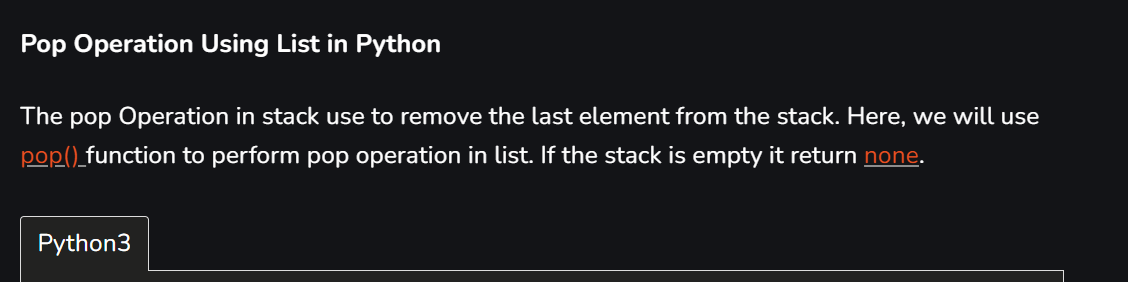 Pop Operation Using List in Python
The pop Operation in stack use to remove the last element from the stack. Here, we will use
pop() function to perform pop operation in list. If the stack is empty it return none.
Python3